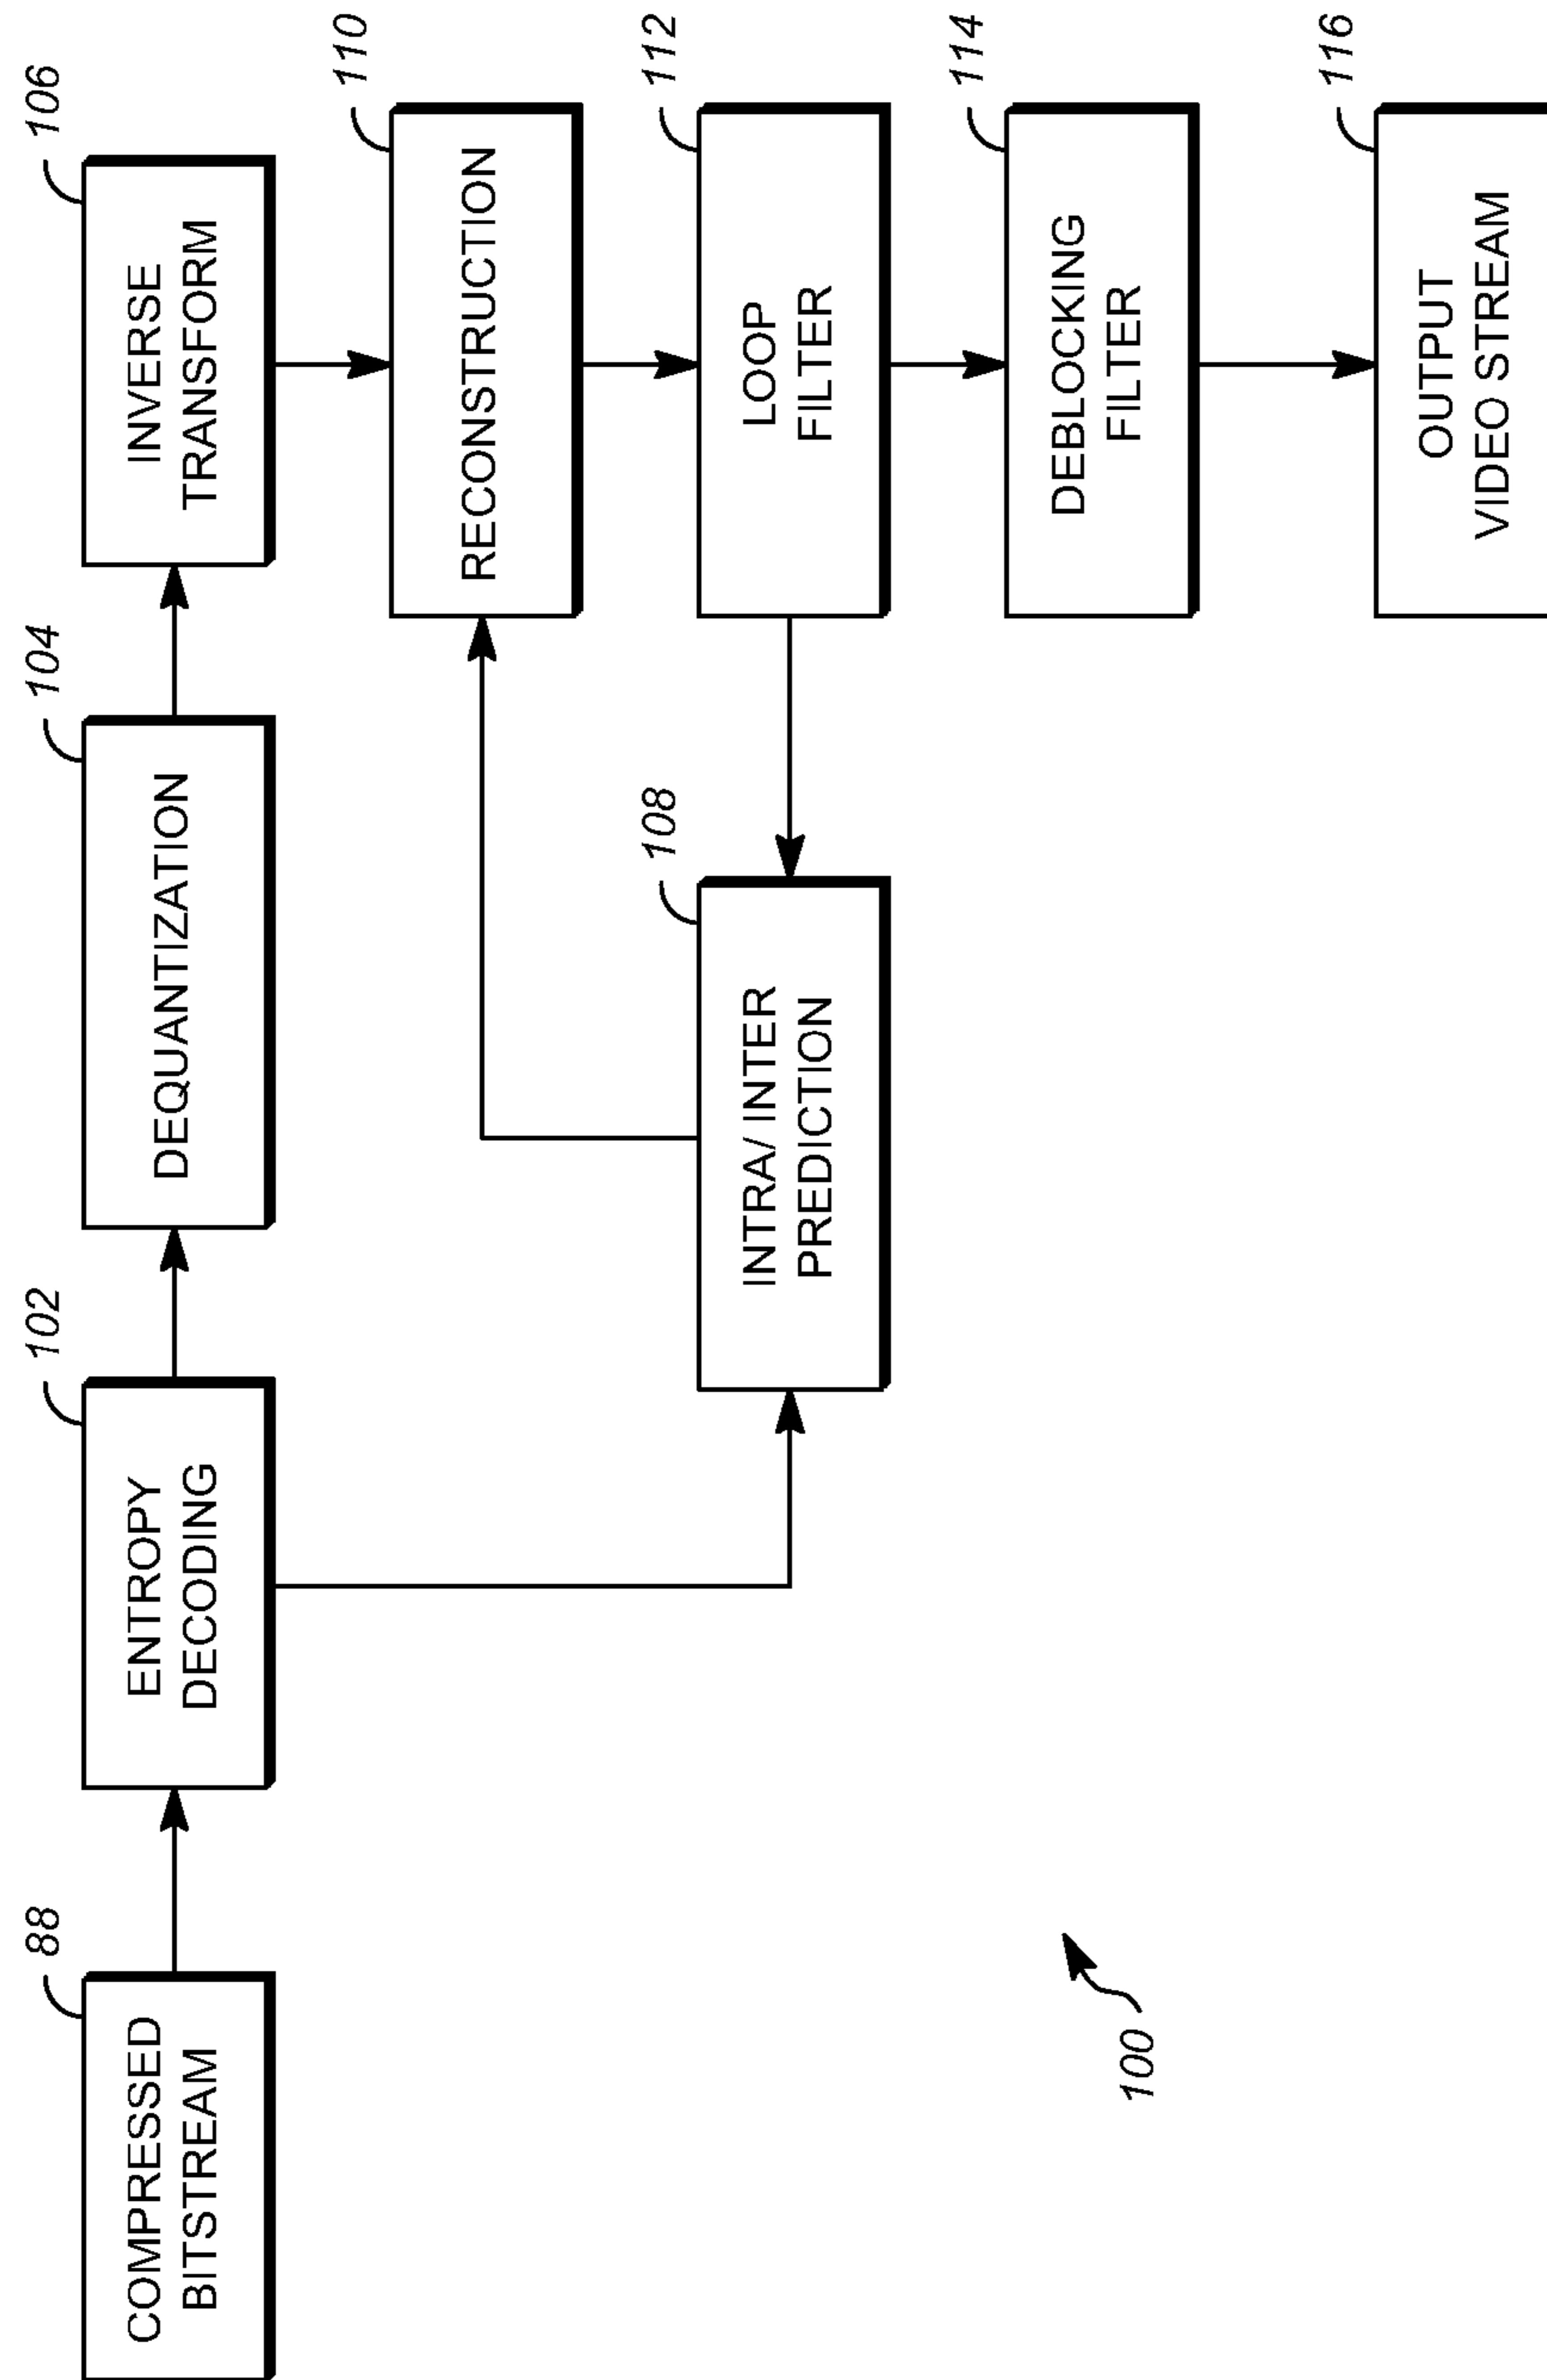 88
COMPRESSED
BITSTREAM
102
ENTROPY
DECODING
104
DEQUANTIZATION
106
INVERSE
TRANSFORM
110
RECONSTRUCTION
108
INTRA/ INTER
PREDICTION
112
LOOP
FILTER
114
DEBLOCKING
FILTER
116
OUTPUT
VIDEO STREAM
100